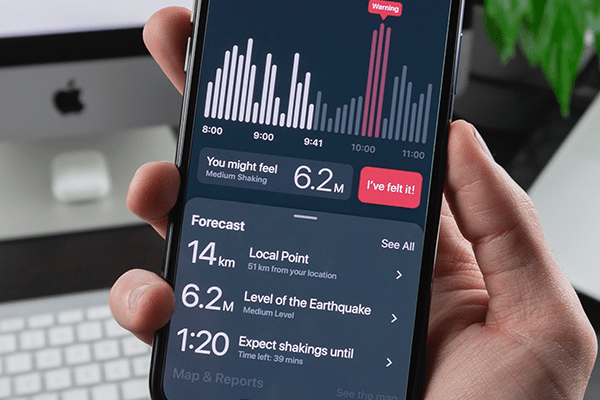 Warning
8:00 9:00 9:41 10:00 11:00
You might feel
Medium Shaking
6.2M
I've felt it!
Forecast
See All
14km
Local Point
51 km from your location
6.2M
Level of the Earthquake
Medium Level
1:20
Expect shakings until
Time left: 39 mins
Map & Reports
See the map